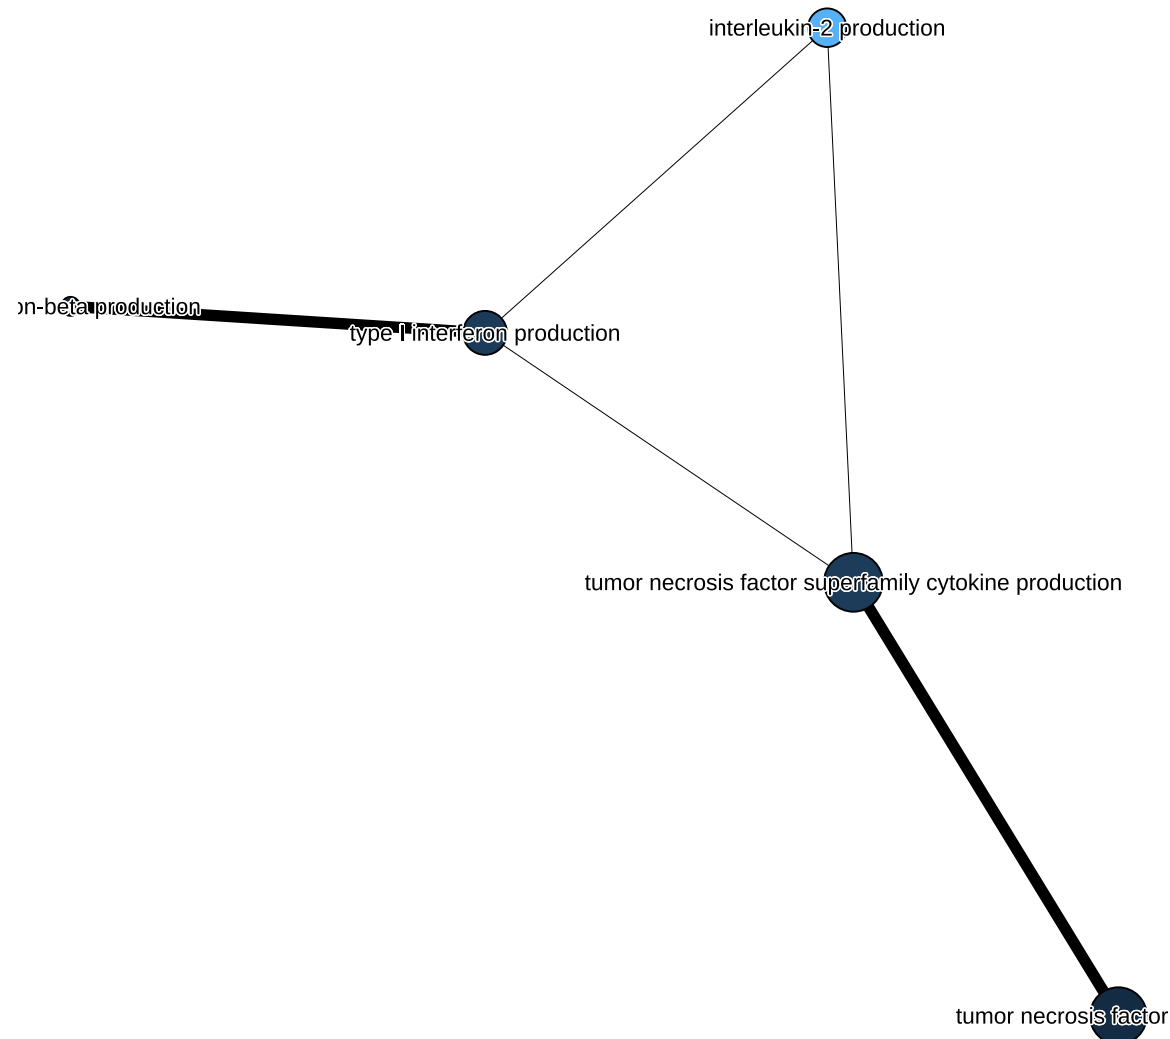 interleukin-2 production
on-beta production
type I interferon production
tumor necrosis factor superfamily cytokine production
tumor necrosis factor